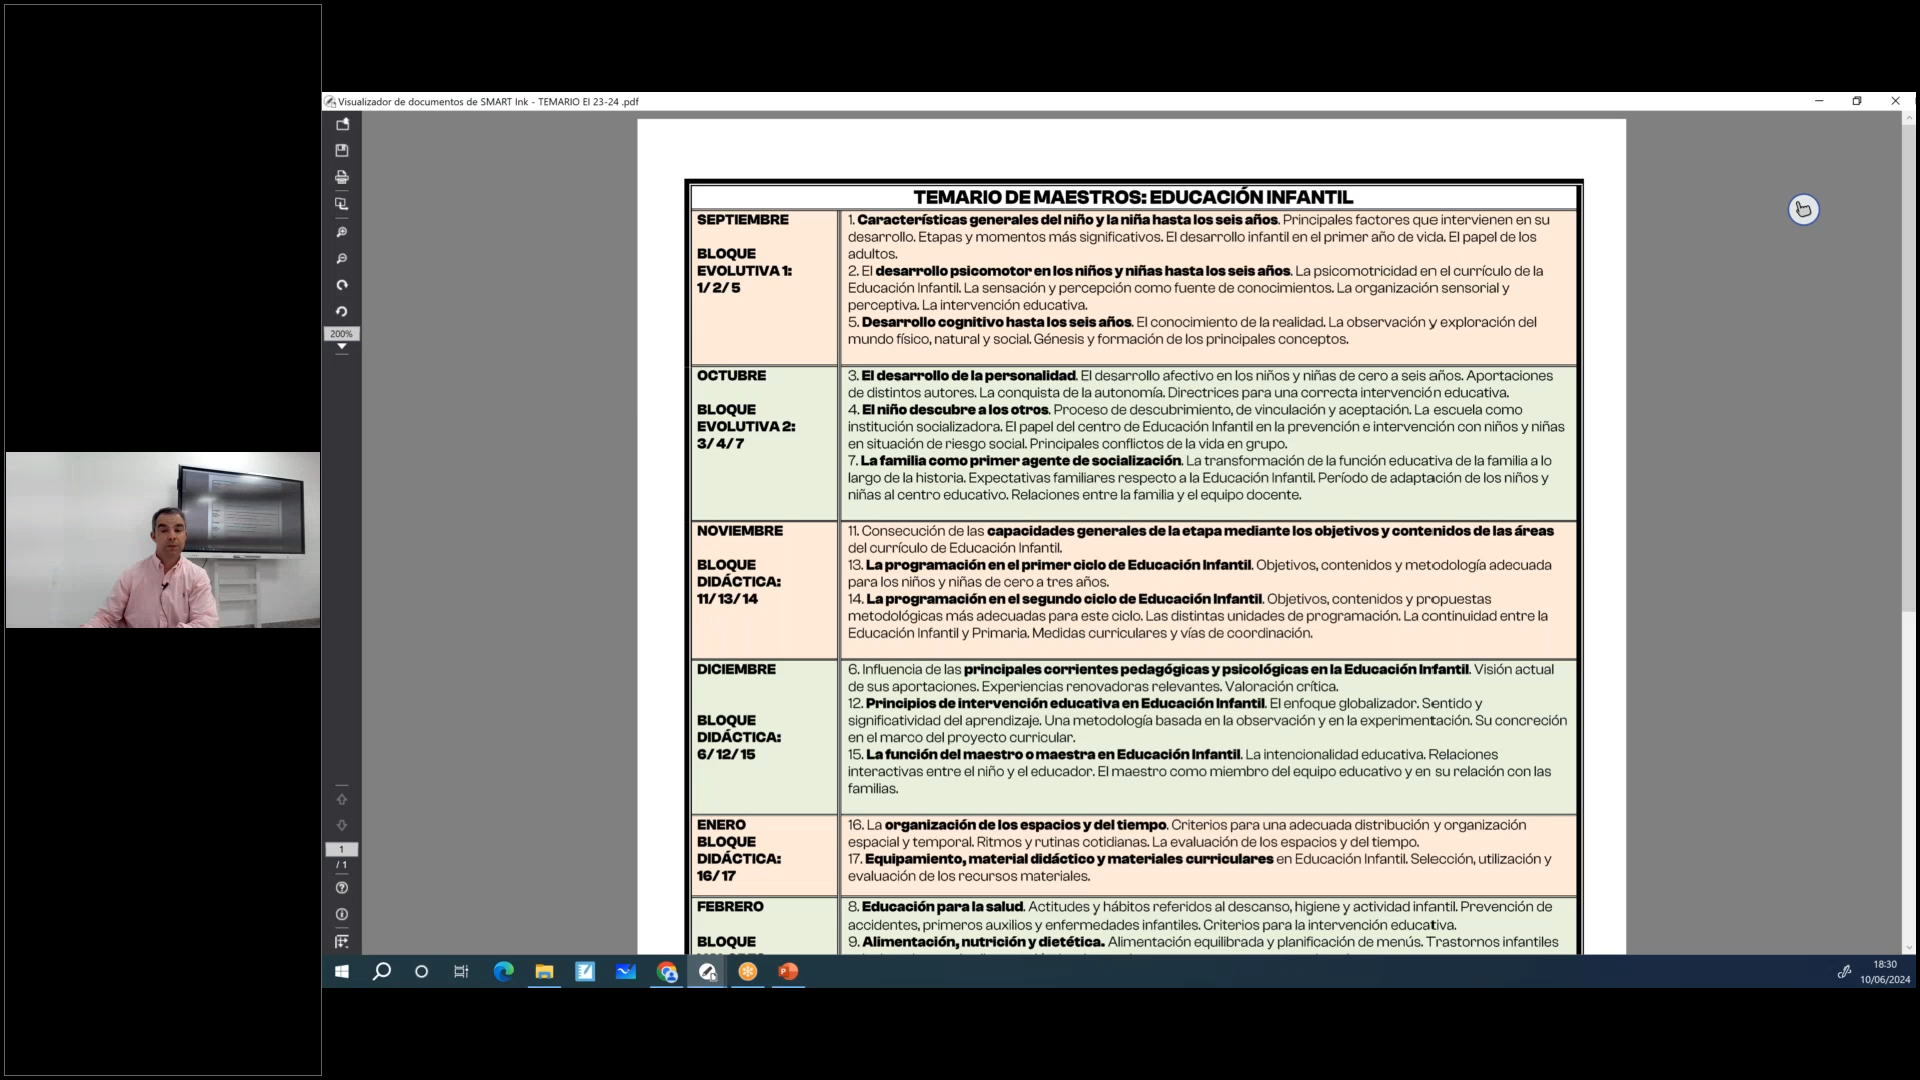 Visualizador de documentos de SMART Ink - TEMARIO EI 23-24 .pdf
200%
1
/ 1
TEMARIO DE MAESTROS: EDUCACIÓN INFANTIL
SEPTIEMBRE
BLOQUE
EVOLUTIVA 1:
1/ 2/ 5
1. Características generales del niño y la niña hasta los seis años. Principales factores que intervienen en su
desarrollo. Etapas y momentos más significativos. El desarrollo infantil en el primer año de vida. El papel de los
adultos.
2. El desarrollo psicomotor en los niños y niñas hasta los seis años. La psicomotricidad en el currículo de la
Educación Infantil. La sensación y percepción como fuente de conocimientos. La organización sensorial y
perceptiva. La intervención educativa.
5. Desarrollo cognitivo hasta los seis años. El conocimiento de la realidad. La observación y exploración del
mundo físico, natural y social. Génesis y formación de los principales conceptos.
OCTUBRE
BLOQUE
EVOLUTIVA 2:
3/ 4/ 7
3. El desarrollo de la personalidad. El desarrollo afectivo en los niños y niñas de cero a seis años. Aportaciones
de distintos autores. La conquista de la autonomía. Directrices para una correcta intervención educativa.
4. El niño descubre a los otros. Proceso de descubrimiento, de vinculación y aceptación. La escuela como
institución socializadora. El papel del centro de Educación Infantil en la prevención e intervención con niños y niñas
en situación de riesgo social. Principales conflictos de la vida en grupo.
7. La familia como primer agente de socialización. La transformación de la función educativa de la familia a lo
largo de la historia. Expectativas familiares respecto a la Educación Infantil. Período de adaptación de los niños y
niñas al centro educativo. Relaciones entre la familia y el equipo docente.
NOVIEMBRE
BLOQUE
DIDÁCTICA:
11/ 13/ 14
11. Consecución de las capacidades generales de la etapa mediante los objetivos y contenidos de las áreas
del currículo de Educación Infantil.
13. La programación en el primer ciclo de Educación Infantil. Objetivos, contenidos y metodología adecuada
para los niños y niñas de cero a tres años.
14. La programación en el segundo ciclo de Educación Infantil. Objetivos, contenidos y propuestas
metodológicas más adecuadas para este ciclo. Las distintas unidades de programación. La continuidad entre la
Educación Infantil y Primaria. Medidas curriculares y vías de coordinación.
DICIEMBRE
BLOQUE
DIDÁCTICA:
6/ 12/ 15
6. Influencia de las principales corrientes pedagógicas y psicológicas en la Educación Infantil. Visión actual
de sus aportaciones. Experiencias renovadoras relevantes. Valoración crítica.
12. Principios de intervención educativa en Educación Infantil. El enfoque globalizador. Sentido y
significatividad del aprendizaje. Una metodología basada en la observación y en la experimentación. Su concreción
en el marco del proyecto curricular.
15. La función del maestro o maestra en Educación Infantil. La intencionalidad educativa. Relaciones
interactivas entre el niño y el educador. El maestro como miembro del equipo educativo y en su relación con las
familias.
ENERO
BLOQUE
DIDÁCTICA:
16/ 17
16. La organización de los espacios y del tiempo. Criterios para una adecuada distribución y organización
espacial y temporal. Ritmos y rutinas cotidianas. La evaluación de los espacios y del tiempo.
17. Equipamiento, material didáctico y materiales curriculares en Educación Infantil. Selección, utilización y
evaluación de los recursos materiales.
FEBRERO
BLOQUE
8. Educación para la salud. Actitudes y hábitos referidos al descanso, higiene y actividad infantil. Prevención de
accidentes, primeros auxilios y enfermedades infantiles. Criterios para la intervención educativa.
9. Alimentación, nutrición y dietética. Alimentación equilibrada y planificación de menús. Trastornos infantiles
18:30
10/06/2024